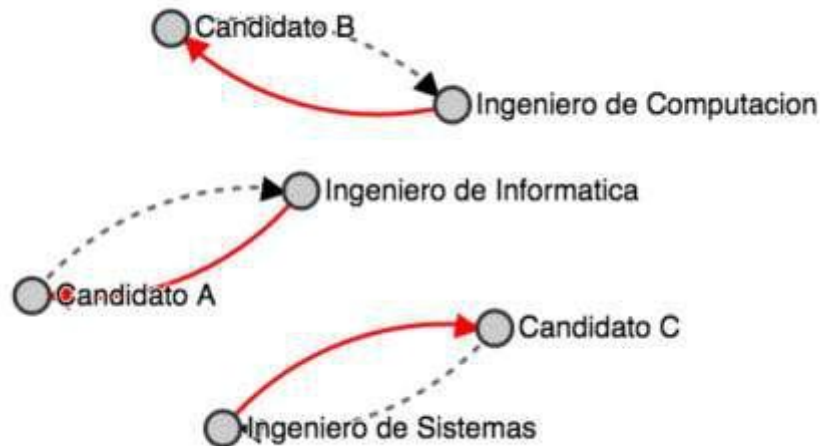 Candidato B
Ingeniero de Computacion
Ingeniero de Informatica
Candidato A
Candidato C
Ingeniero de Sistemas